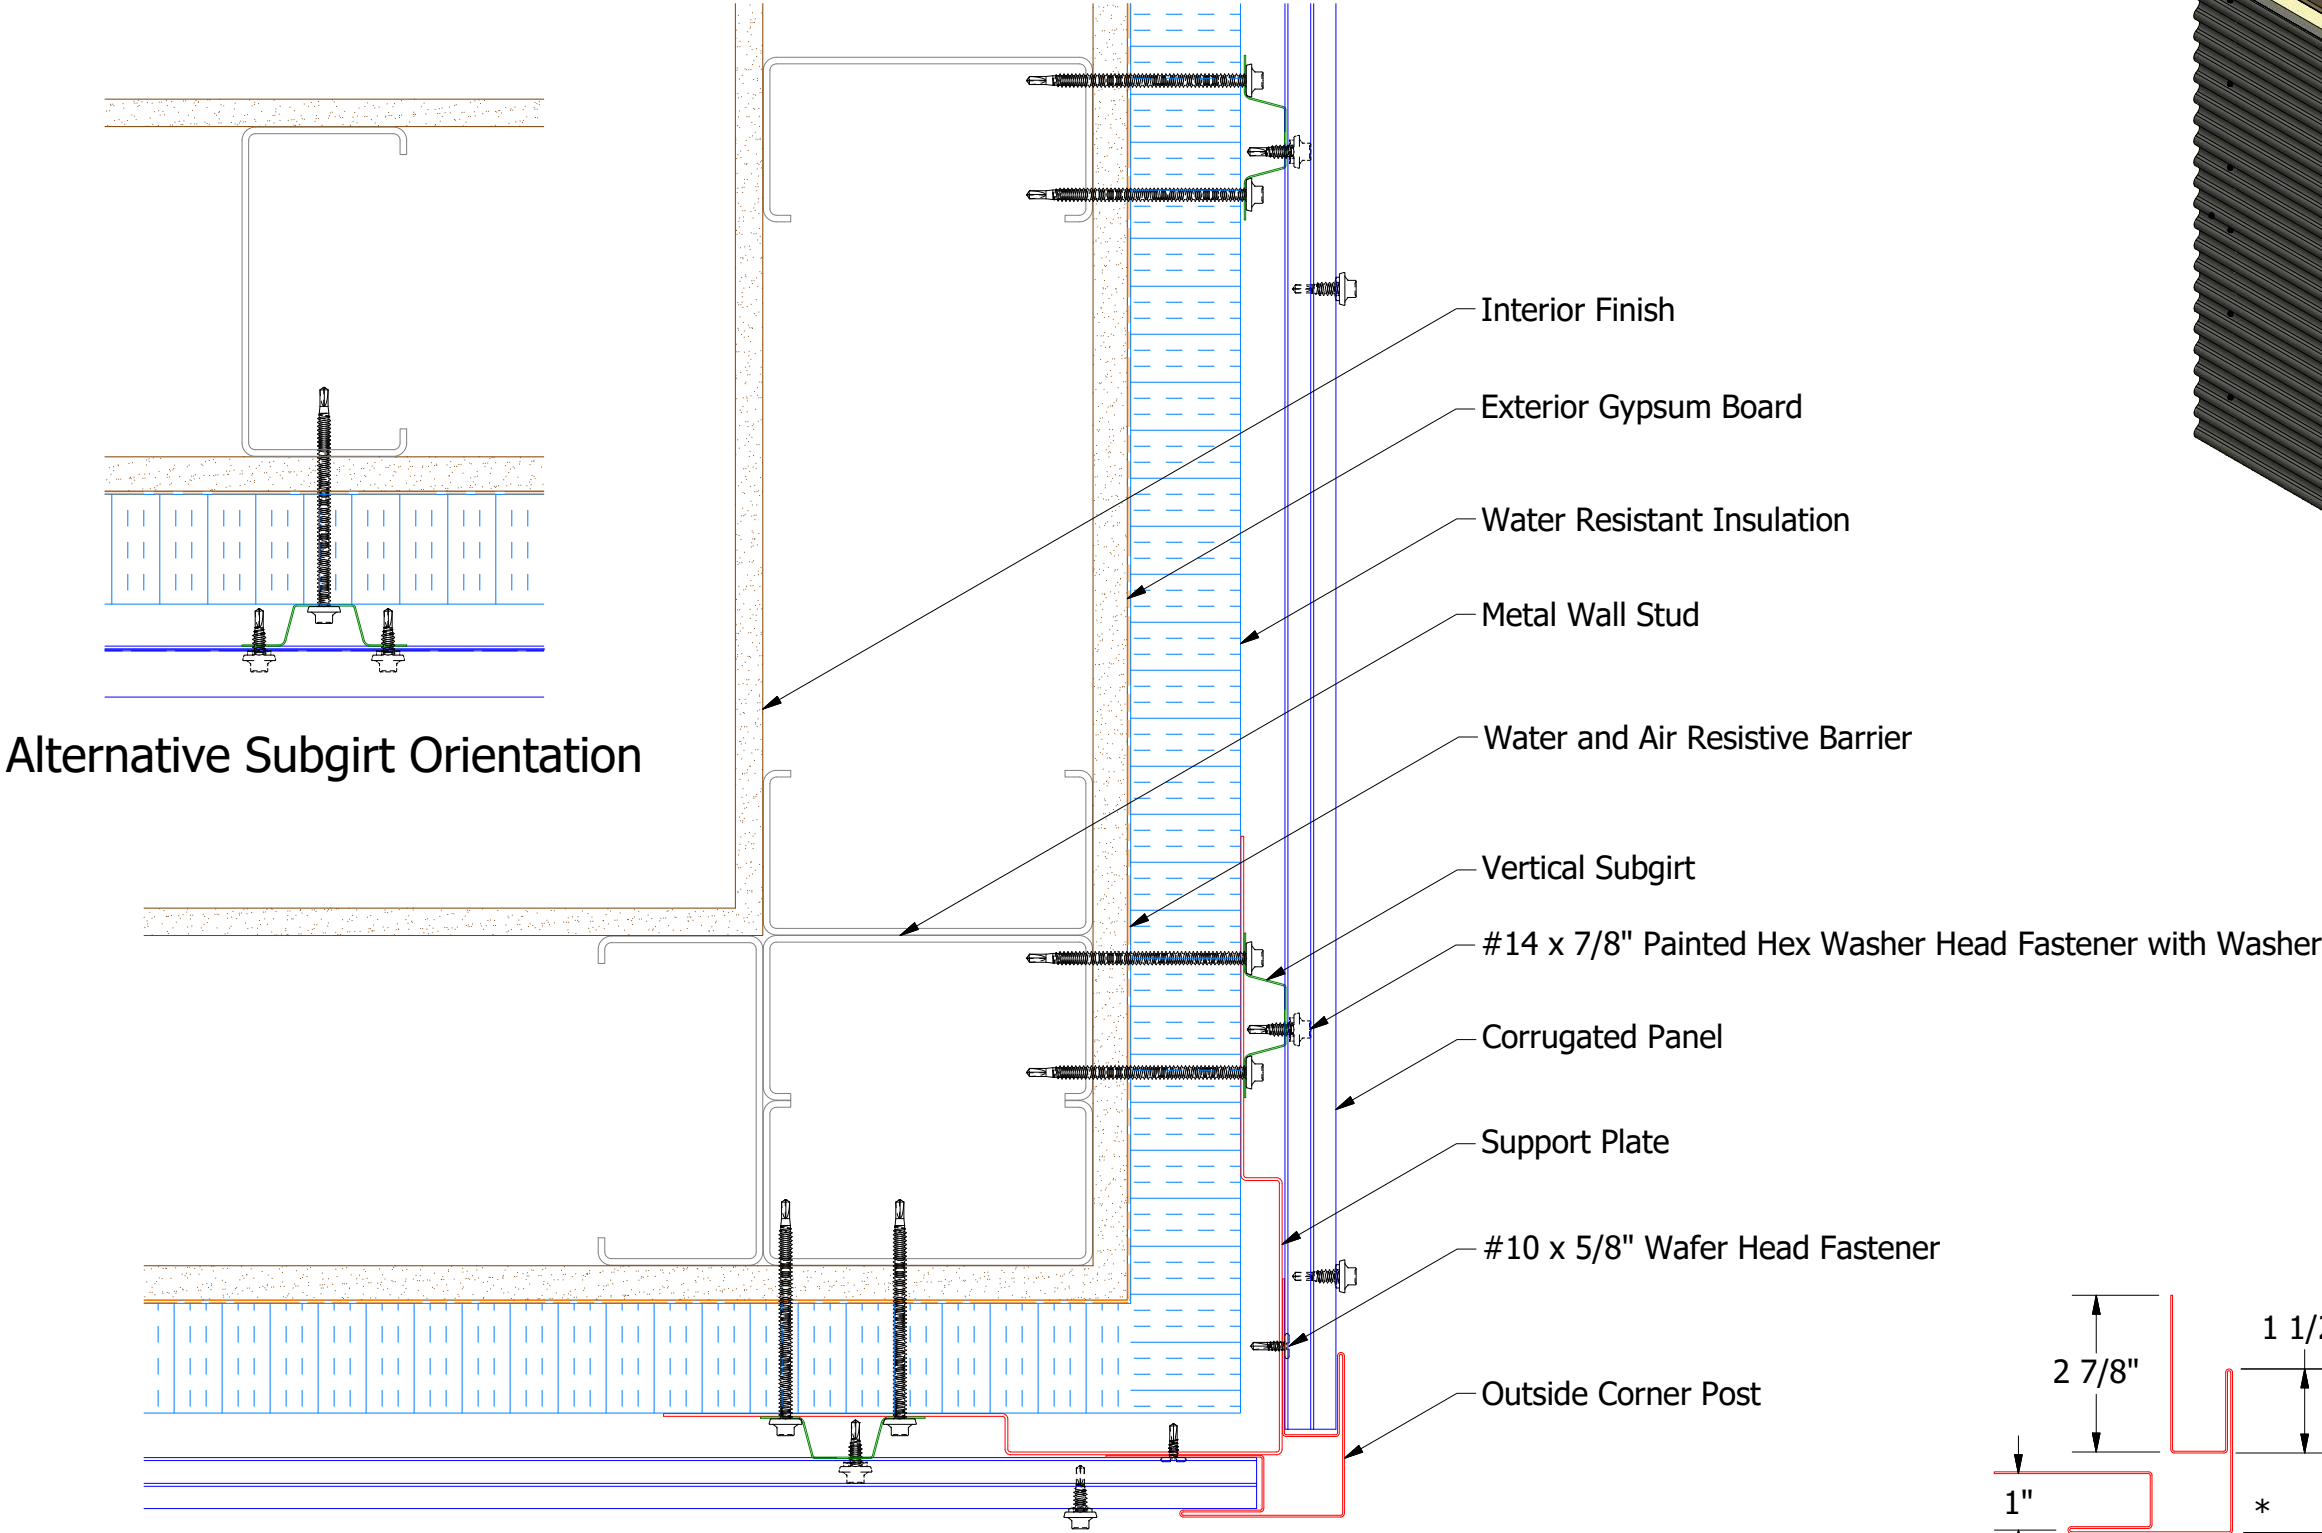 Interior Finish
Exterior Gypsum Board
Water Resistant Insulation
Metal Wall Stud
Water and Air Resistive Barrier
Alternative Subgirt Orientation
Vertical Subgirt
#14 x 7/8" Painted Hex Washer Head Fastener with Washer
Corrugated Panel
Support Plate
#10 x 5/8" Wafer Head Fastener
Outside Corner Post
2 7/8"
1"
*